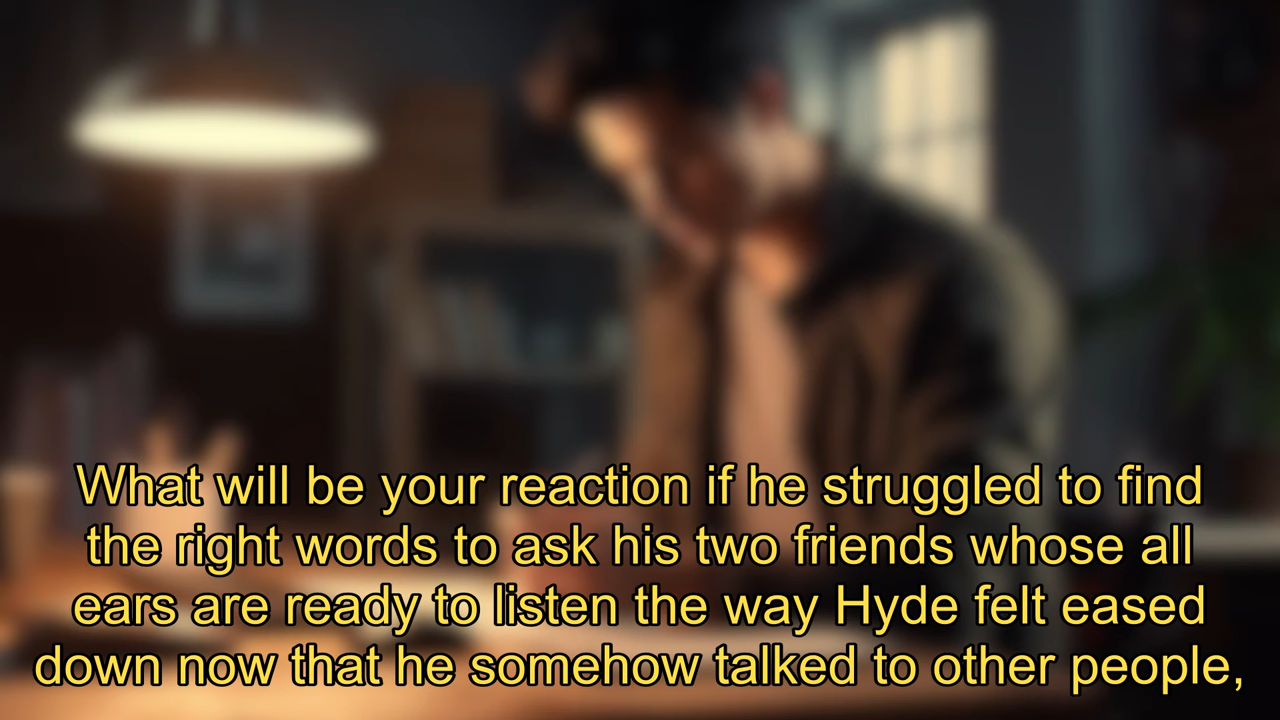 What will be your reaction if he struggled to find
the right words to ask his two friends whose all
ears are ready to listen the way Hyde felt eased
down now that he somehow talked to other people,